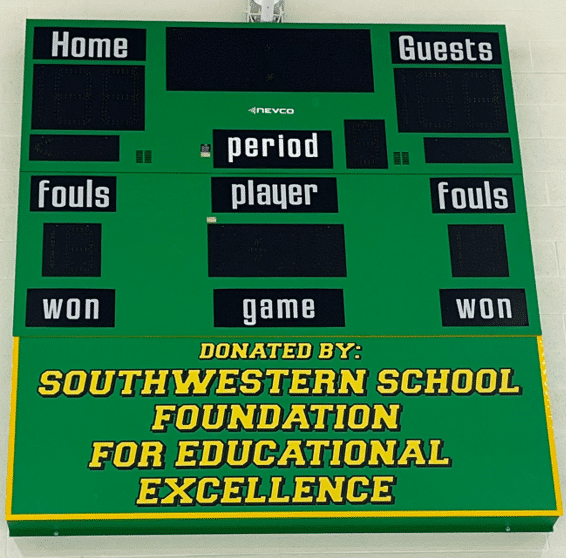 Home Guests
NEVCO
period
fouls player fouls
won game won
DONATED BY:
SOUTHWESTERN SCHOOL
FOUNDATION
FOR EDUCATIONAL
EXCELLENCE